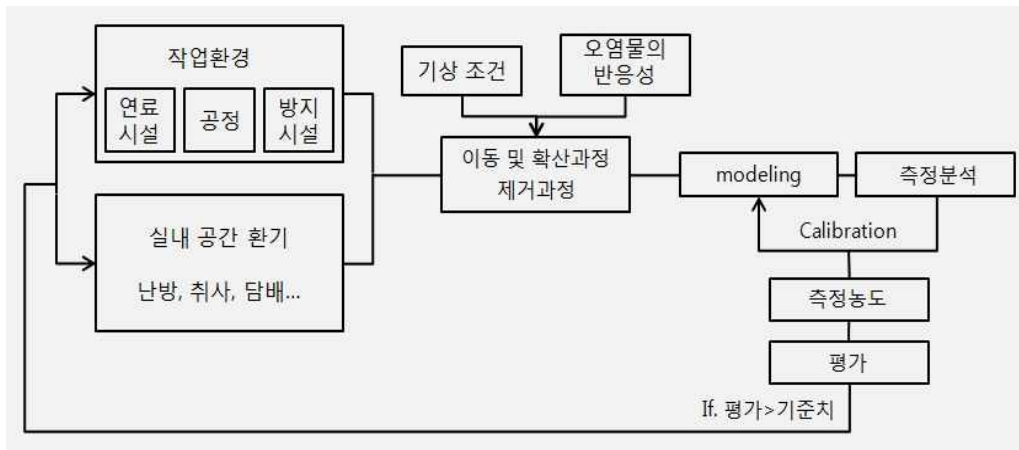 작업환경
연료
시설
공정
방지
시설
실내 공간 환기
난방, 취사, 담배...
기상 조건
오염물의
반응성
이동 및 확산과정
제거과정
modeling
측정분석
Calibration
측정농도
평가
If. 평가>기준치